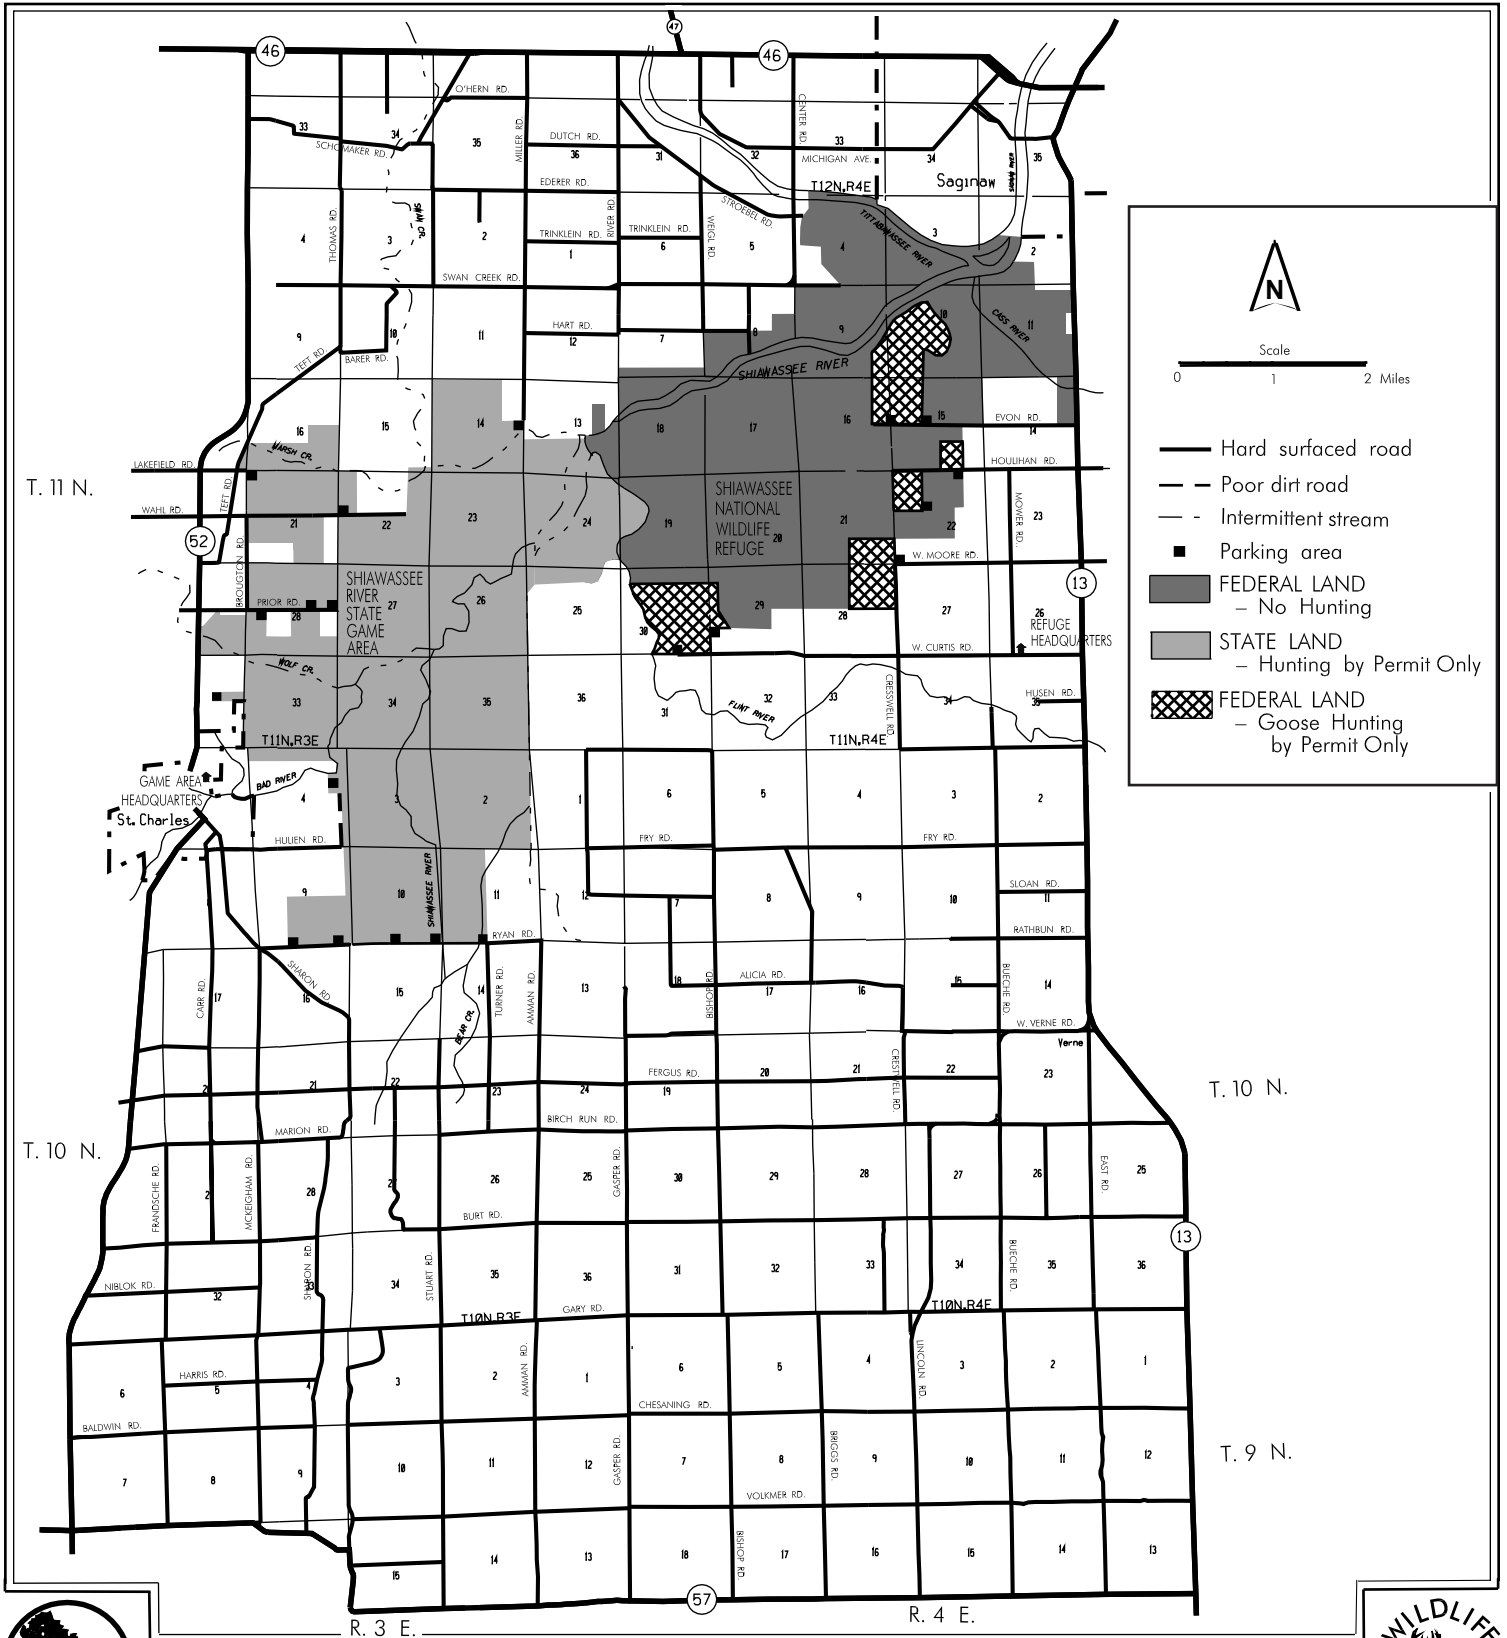 47
46
46
O'HERN RD.
CENTER RD.
33
34
35
MILLER RD.
DUTCH RD.
36
31
32
33
34
35
SCHOMAKER RD.
MICHIGAN AVE.
EDERER RD.
T12N,R4E
Saginaw
STROEBEL RD.
SWAN CR.
THOMAS RD.
RIVER RD.
WEIGL RD.
TRINKLEIN RD.
TRINKLEIN RD.
TITTABAWASSEE RIVER
4
3
2
1
6
5
4
3
2
SWAN CREEK RD.
CASS RIVER
9
10
11
HART RD.
12
7
8
9
10
11
TEFT RD.
BARER RD.
SHIAWASSEE RIVER
16
15
14
13
18
17
16
15
EVON RD.
14
MARSH CR.
LAKEFIELD RD.
HOULIHAN RD.
T. 11 N.
TEFT RD.
WAHL RD.
SHIAWASSEE
NATIONAL
WILDLIFE
REFUGE
MOWER RD.
21
22
23
24
19
20
21
22
23
52
W. MOORE RD.
BROUGTON RD.
13
SHIAWASSEE
RIVER
STATE
GAME
AREA
PRIOR RD.
28
27
26
25
30
29
28
27
26
REFUGE
HEADQUARTERS
W. CURTIS RD.
WOLF CR.
CRESSWELL RD.
HUSEN RD.
33
34
35
36
31
32
33
34
35
FLINT RIVER
T11N,R3E
T11N,R4E
GAME AREA
HEADQUARTERS
BAD RIVER
St. Charles
4
3
2
1
6
5
4
3
2
HULIEN RD.
FRY RD.
FRY RD.
SHIAWASSEE RIVER
9
10
11
12
7
8
9
10
SLOAN RD.
11
RATHBUN RD.
RYAN RD.
SHARON RD.
CARR RD.
TURNER RD.
AMMAN RD.
BISHOP RD.
ALICIA RD.
BUECHE RD.
17
16
15
14
13
18
17
16
15
14
BEAR CR.
W. VERNE RD.
Verne
FERGUS RD.
CRESTWELL RD.
21
22
23
24
19
20
21
22
23
T. 10 N.
BIRCH RUN RD.
MARION RD.
T. 10 N.
FRANDSCHE RD.
MCKEIGHAM RD.
GASPER RD.
EAST RD.
28
26
25
30
29
28
27
26
25
BURT RD.
13
SHARON RD.
STUART RD.
BUECHE RD.
NIBLOK RD.
32
33
34
35
36
31
32
33
34
35
36
T10N,R3E
GARY RD.
T10N,R4E
AMMAN RD.
LINCOLN RD.
HARRIS RD.
6
5
4
3
2
1
6
5
4
3
2
1
BALDWIN RD.
CHESANING RD.
GASPER RD.
BRIGGS RD.
T. 9 N.
7
8
9
10
11
12
7
8
9
10
11
12
VOLKMER RD.
BISHOP RD.
15
14
13
18
17
16
15
14
13
57
R. 3 E.
R. 4 E.
N
Scale
0 1 2 Miles
Hard surfaced road
Poor dirt road
Intermittent stream
Parking area
FEDERAL LAND
– No Hunting
STATE LAND
– Hunting by Permit Only
FEDERAL LAND
– Goose Hunting
by Permit Only
WILDLIFE